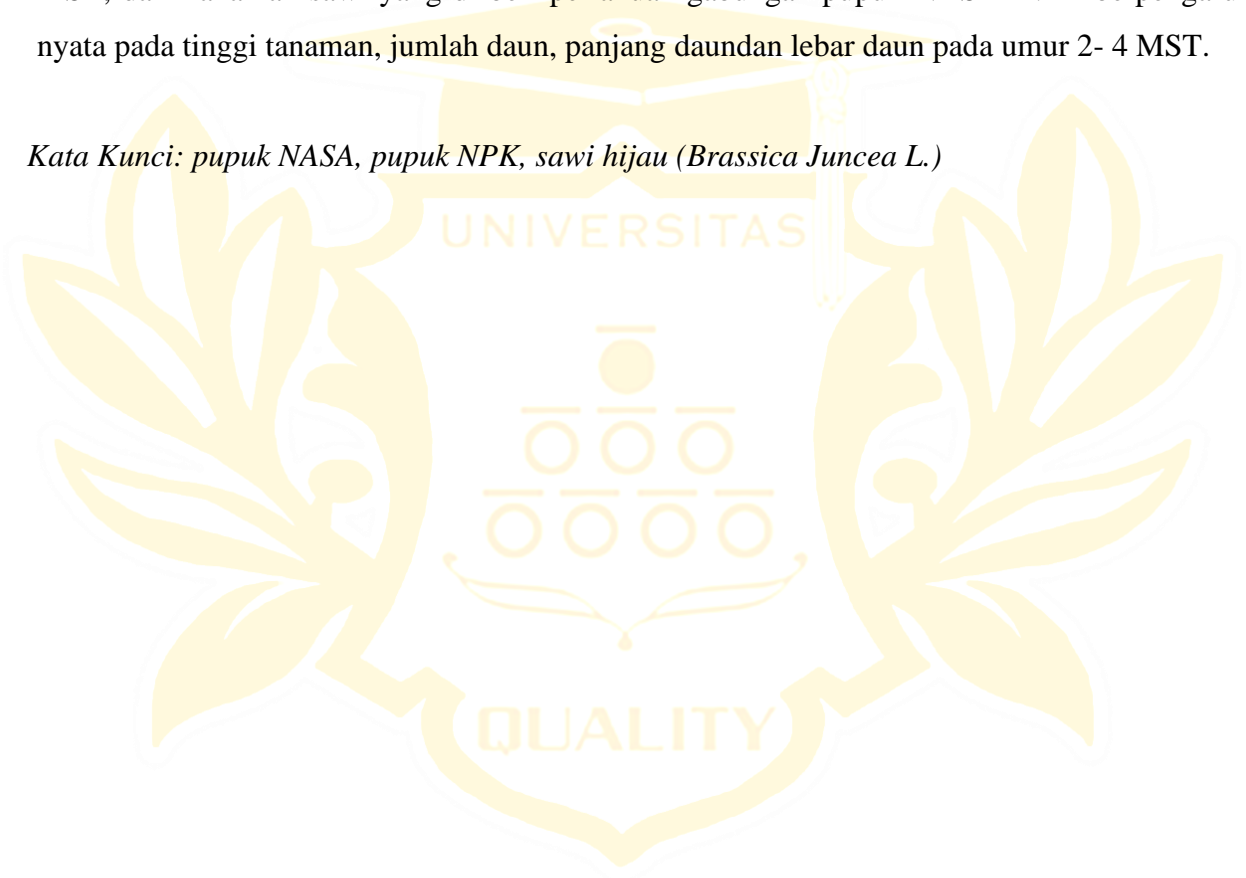 nyata pada tinggi tanaman, jumlah daun, panjang daundan lebar daun pada umur 2- 4 MST.
Kata Kunci: pupuk NASA, pupuk NPK, sawi hijau (Brassica Juncea L.)
UNIVERSITAS
QUALITY